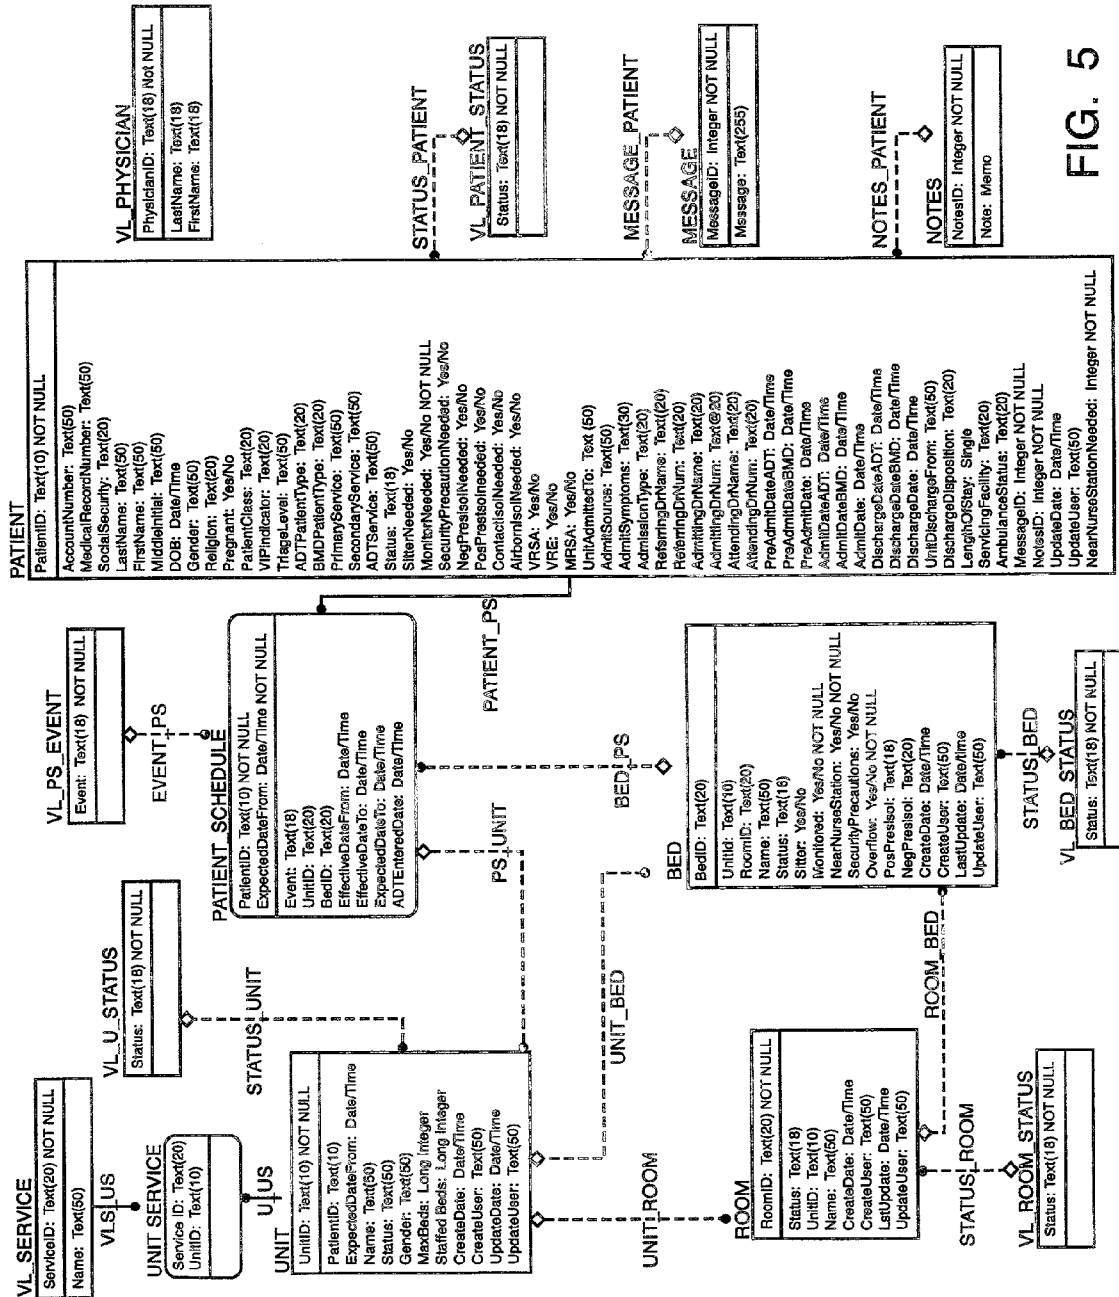 VL_SERVICE
ServiceID: Text(20) NOT NULL
Name: Text(50)
VLS_US
UNIT SERVICE
Service ID: Text(20)
UnitID: Text(10)
U_US
UNIT
UnitID: Text(10) NOT NULL
PatientID: Text(10)
ExpectedDateFrom: Date/Time
Name: Text(50)
Status: Text(50)
Gender: Text(50)
MaxBeds: Long Integer
Staffed Beds: Long Integer
CreateDate: Date/Time
CreateUser: Text(50)
UpdateDate: Date/Time
UpdateUser: Text(50)
VL_U_STATUS
Status: Text(18) NOT NULL
STATUS_UNIT
VL_PS_EVENT
Event: Text(18) NOT NULL
EVENT_PS
PATIENT_SCHEDULE
PatientID: Text(10) NOT NULL
ExpectedDateFrom: Date/Time NOT NULL
Event: Text(18)
UnitID: Text(20)
BedID: Text(20)
EffectiveDateFrom: Date/Time
EffectiveDateTo: Date/Time
ExpectedDateTo: Date/Time
ADTEnteredDate: Date/Time
PS_UNIT
PATIENT_PS
BED_PS
UNIT_BED
UNIT_ROOM
ROOM
RoomID: Text(20) NOT NULL
Status: Text(18)
UnitID: Text(10)
Name: Text(50)
CreateDate: Date/Time
CreateUser: Text(50)
LstUpdate: Date/Time
UpdateUser: Text(50)
STATUS_ROOM
VL_ROOM_STATUS
Status: Text(18) NOT NULL
ROOM_BED
BED
BedID: Text(20)
UnitId: Text(10)
RoomID: Text(20)
Name: Text(50)
Status: Text(18)
Sitter: Yes/No
Monitored: Yes/No NOT NULL
NearNurseStation: Yes/No NOT NULL
SecurityPrecautions: Yes/No
Overflow: Yes/No NOT NULL
PosPresIsol: Text(18)
NegPresIsol: Text(20)
CreateDate: Date/Time
CreateUser: Text(50)
LastUpdate: Date/time
UpdateUser: Text(50)
STATUS_BED
VL_BED_STATUS
Status: Text(18) NOT NULL
PATIENT
PatientID: Text(10) NOT NULL
AccountNumber: Text(50)
MedicalRecordNumber: Text(50)
SocialSecurity: Text(20)
LastName: Text(50)
FirstName: Text(50)
MiddleInitial: Text(50)
DOB: Date/Time
Gender: Text(50)
Religion: Text(20)
Pregnant: Yes/No
PatientClass: Text(20)
VIPIndicator: Text(20)
TriageLevel: Text(50)
ADTPatientType: Text(20)
BMDPatientType: Text(20)
PrimaryService: Text(50)
SecondaryService: Text(50)
ADTService: Text(50)
Status: Text(18)
SitterNeeded: Yes/No
MonitorNeeded: Yes/No NOT NULL
SecurityPrecautionNeeded: Yes/No
NegPresIsolNeeded: Yes/No
PosPresIsolneeded: Yes/No
ContactIsolNeeded: Yes/No
AirbornIsolNeeded: Yes/No
VRSA: Yes/No
VRE: Yes/No
MRSA: Yes/No
UnitAdmittedTo: Text (50)
AdmitSource: Text(50)
AdmitSymptoms: Text(30)
AdmissionType: Text(20)
ReferringDrName: Text((20)
ReferringDrNum: Text(20)
AdmittingDrName: Text(20)
AdmittingDrNum: Text@20)
AttendingDrName: Text(20)
AttendingDrNum: Text(20)
PreAdmitDateADT: Date/Time
PreAdmitDateBMD: Date/Time
PreAdmitDate: Date/Time
AdmitDateADT: Date/Time
AdmitDateBMD: Date/Time
AdmitDate: Date/Time
DischargeDateADT: Date/Time
DischargeDateBMD: Date/Time
DischargeDate: Date/Time
UnitDischargeFrom: Text(50)
DischargeDisposition: Text(20)
LengthOfStay: Single
ServicingFacility: Text(20)
AmbulanceStatus: Text(20)
MessageID: Integer NOT NULL
NotesID: Integer NOT NULL
UpdateDate: Date/Time
UpdateUser: Text(50)
NearNurseStationNeeded: Integer NOT NULL
VL_PHYSICIAN
PhysicianID: Text(18) Not NULL
LastName: Text(18)
FirstName: Text(18)
STATUS_PATIENT
VL_PATIENT_STATUS
Status: Text(18) NOT NULL
MESSAGE_PATIENT
MESSAGE
MessageID: Integer NOT NULL
Message: Text(255)
NOTES_PATIENT
NOTES
NotesID: Integer NOT NULL
Note: Memo
FIG. 5